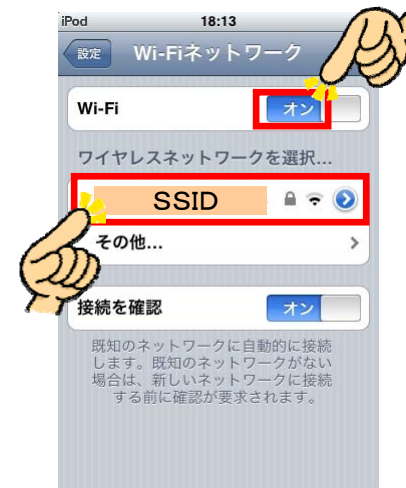 iPod 18:13
設定 Wi-Fiネットワーク
Wi-Fi オン
ワイヤレスネットワークを選択...
SSID
その他...
接続を確認 オン
既知のネットワークに自動的に接続
します。既知のネットワークがない
場合は、新しいネットワークに接続
する前に確認が要求されます。